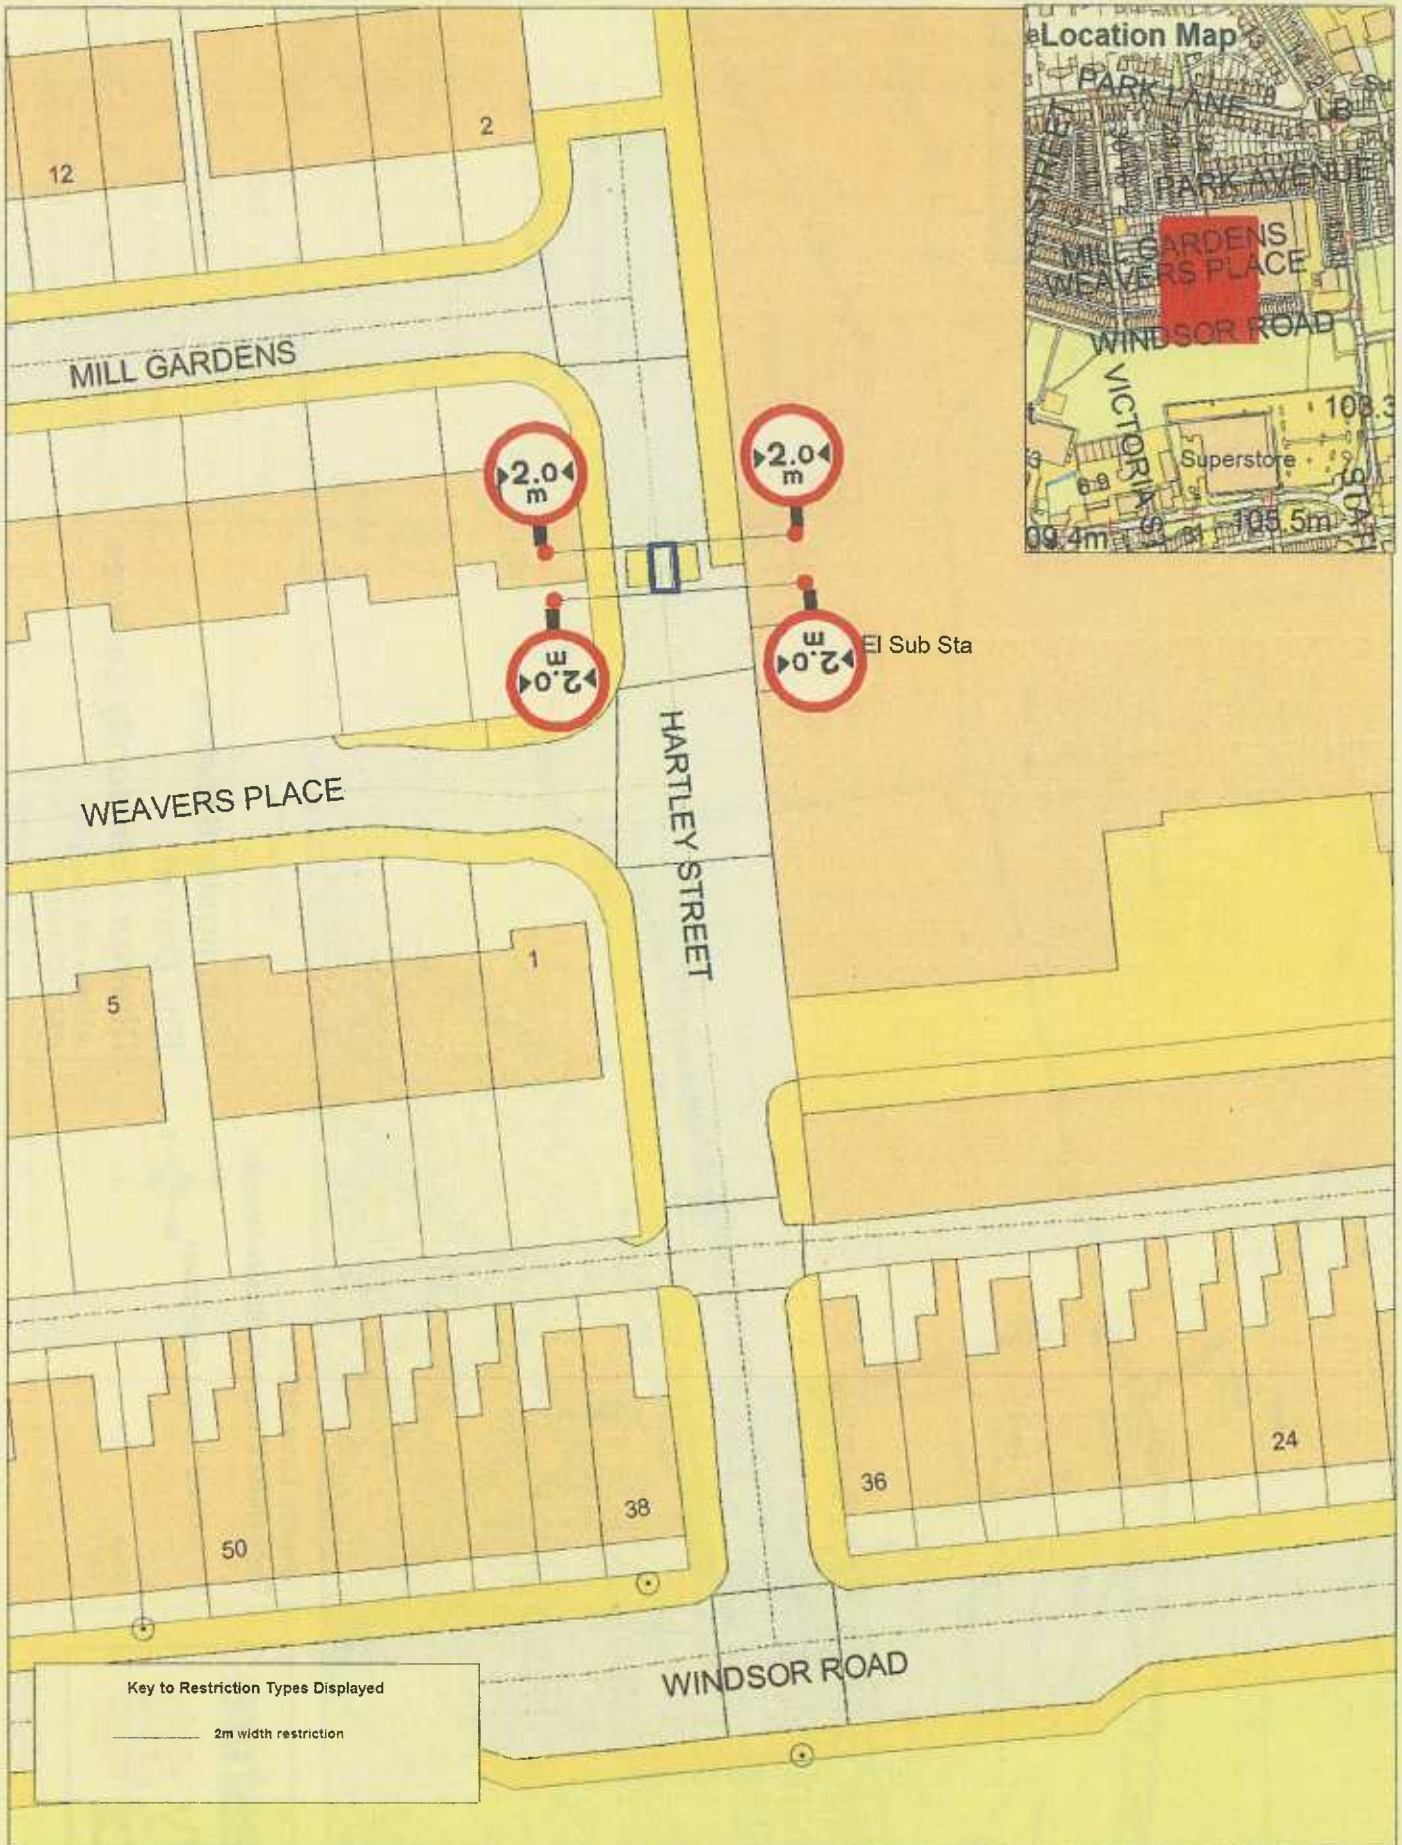 Location Map
PARK LANE
LB
STREET
PARK AVENUE
MILL GARDENS
WEAVERS PLACE
WINDSOR ROAD
VICTORIA ST
Superstore
105.5m
12
2
MILL GARDENS
2.0
m
2.0
m
2.0
m
2.0
m
El Sub Sta
HARTLEY STREET
WEAVERS PLACE
1
5
36
24
38
50
WINDSOR ROAD
Key to Restriction Types Displayed
2m width restriction